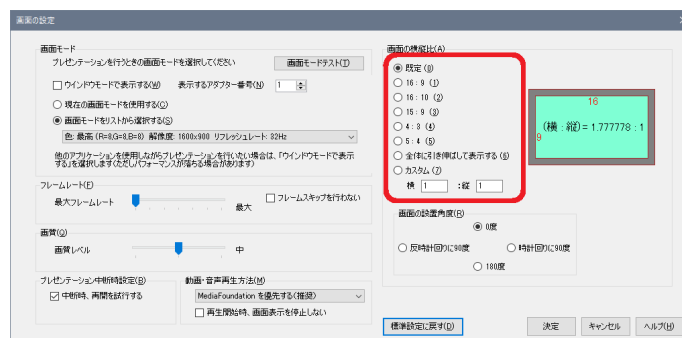 画面の設定
画面モード
プレゼンテーションを行うときの画面モードを選択してください
画面モードテスト(T)
ウインドウモードで表示する(W)
表示するアダプター番号(N)
1
現在の画面モードを使用する(C)
画面モードをリストから選択する(S)
色: 最高 (R=8,G=8,B=8) 解像度: 1600x900 リフレッシュレート: 32Hz
他のアプリケーションを使用しながらプレゼンテーションを行いたい場合は、「ウインドウモードで表示
する」を選択します(ただしパフォーマンスが落ちる場合があります)
フレームレート(F)
最大フレームレート
最大
フレームスキップを行わない
画質(Q)
画質レベル
中
プレゼンテーション中断時設定(B)
中断時、再開を試行する
動画・音声再生方法(M)
MediaFoundation を優先する(推奨)
再生開始時、画面表示を停止しない
画面の横縦比(A)
既定 (0)
16 : 9 (1)
16 : 10 (2)
15 : 9 (3)
4 : 3 (4)
5 : 4 (5)
全体に引き伸ばして表示する (6)
カスタム (7)
横 1 :縦 1
16
(横 : 縦) = 1.777778 : 1
9
画面の設置角度(R)
0度
反時計回りに90度
時計回りに90度
180度
標準設定に戻す(D)
決定
キャンセル
ヘルプ(H)